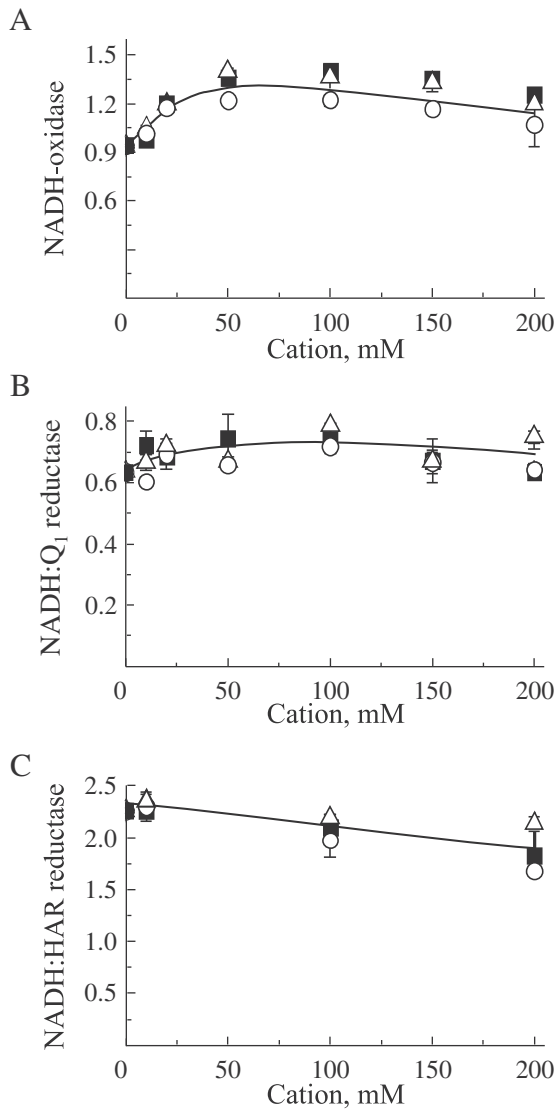 A
NADH-oxidase
1.5
1.2
0.9
0.6
0 50 100 150 200
Cation, mM
B
NADH:Q₁ reductase
0.8
0.6
0.4
0.2
0 50 100 150 200
Cation, mM
C
NADH:HAR reductase
2.5
2.0
1.5
1.0
0.5
0 50 100 150 200
Cation, mM